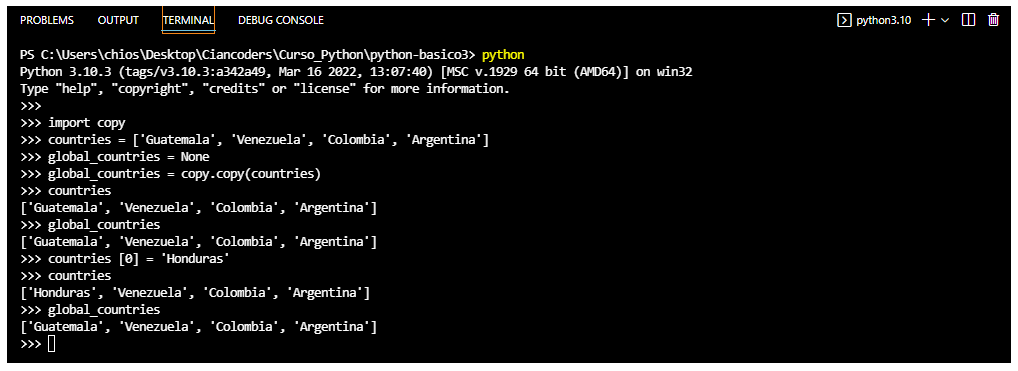 PROBLEMS OUTPUT TERMINAL DEBUG CONSOLE python3.10
PS C:\Users\chios\Desktop\Ciancoders\Curso_Python\python-basico3> python
Python 3.10.3 (tags/v3.10.3:a342a49, Mar 16 2022, 13:07:40) [MSC v.1929 64 bit (AMD64)] on win32
Type "help", "copyright", "credits" or "license" for more information.
>>>
>>> import copy
>>> countries = ['Guatemala', 'Venezuela', 'Colombia', 'Argentina']
>>> global_countries = None
>>> global_countries = copy.copy(countries)
>>> countries
['Guatemala', 'Venezuela', 'Colombia', 'Argentina']
>>> global_countries
['Guatemala', 'Venezuela', 'Colombia', 'Argentina']
>>> countries [0] = 'Honduras'
>>> countries
['Honduras', 'Venezuela', 'Colombia', 'Argentina']
>>> global_countries
['Guatemala', 'Venezuela', 'Colombia', 'Argentina']
>>>